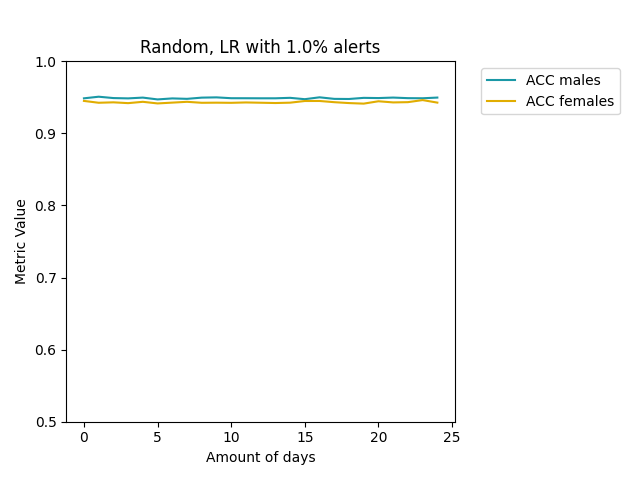 Random, LR with 1.0% alerts
ACC males
ACC females
Metric Value
1.0
0.9
0.8
0.7
0.6
0.5
0 5 10 15 20 25
Amount of days